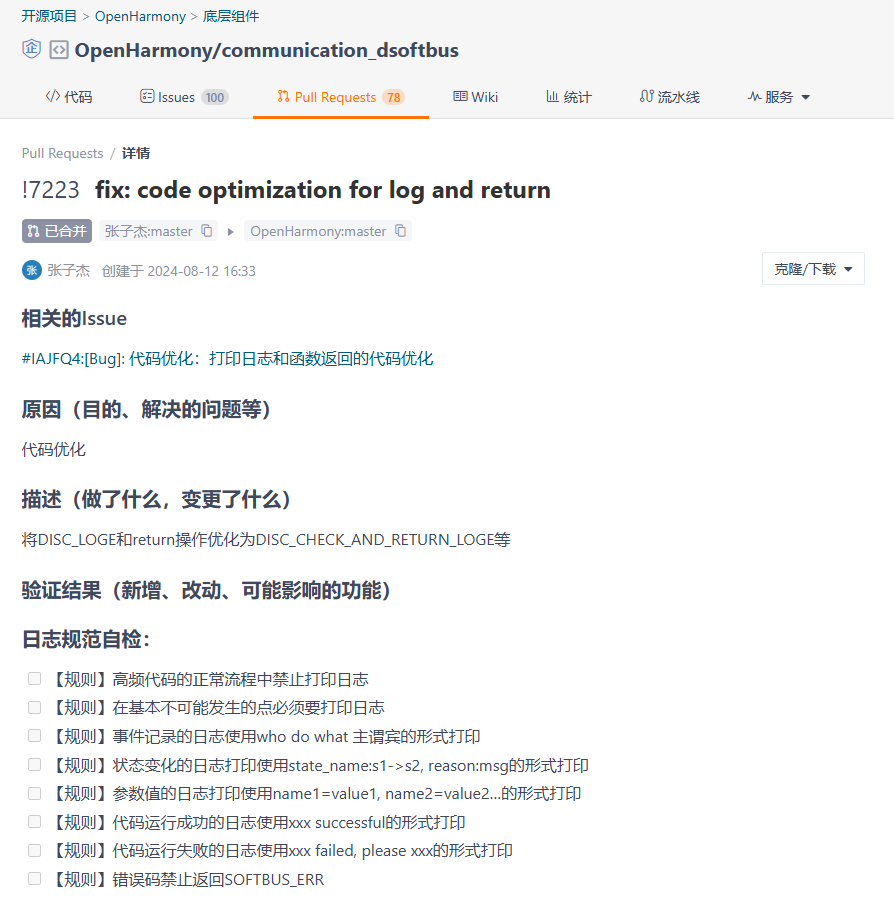 开源项目 > OpenHarmony > 底层组件
企 OpenHarmony/communication_dsoftbus
代码 Issues 100 Pull Requests 78 Wiki 统计 流水线 服务
Pull Requests / 详情
!7223 fix: code optimization for log and return
已合并 张子杰:master OpenHarmony:master
张 张子杰 创建于 2024-08-12 16:33 克隆/下载
相关的Issue
#IAJFQ4:[Bug]: 代码优化：打印日志和函数返回的代码优化
原因（目的、解决的问题等）
代码优化
描述（做了什么，变更了什么）
将DISC_LOGE和return操作优化为DISC_CHECK_AND_RETURN_LOGE等
验证结果（新增、改动、可能影响的功能）
日志规范自检：
【规则】高频代码的正常流程中禁止打印日志
【规则】在基本不可能发生的点必须要打印日志
【规则】事件记录的日志使用who do what 主谓宾的形式打印
【规则】状态变化的日志打印使用state_name:s1->s2, reason:msg的形式打印
【规则】参数值的日志打印使用name1=value1, name2=value2...的形式打印
【规则】代码运行成功的日志使用xxx successful的形式打印
【规则】代码运行失败的日志使用xxx failed, please xxx的形式打印
【规则】错误码禁止返回SOFTBUS_ERR